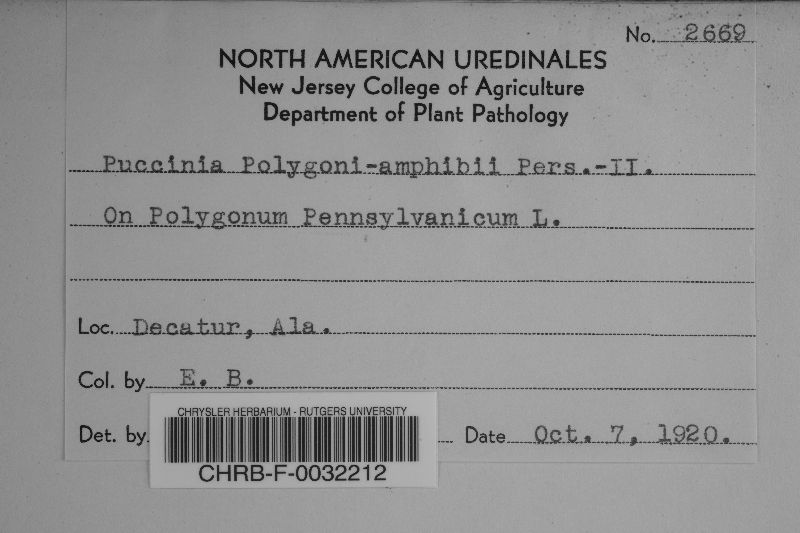 No. 2669
NORTH AMERICAN UREDINALES
New Jersey College of Agriculture
Department of Plant Pathology
Puccinia Polygoni-amphibii Pers.-II.
On Polygonum Pennsylvanicum L.
Loc. Decatur, Ala.
Col. by E. B.
Det. by Date Oct. 7, 1920.
CHRYSLER HERBARIUM - RUTGERS UNIVERSITY
CHRB-F-0032212